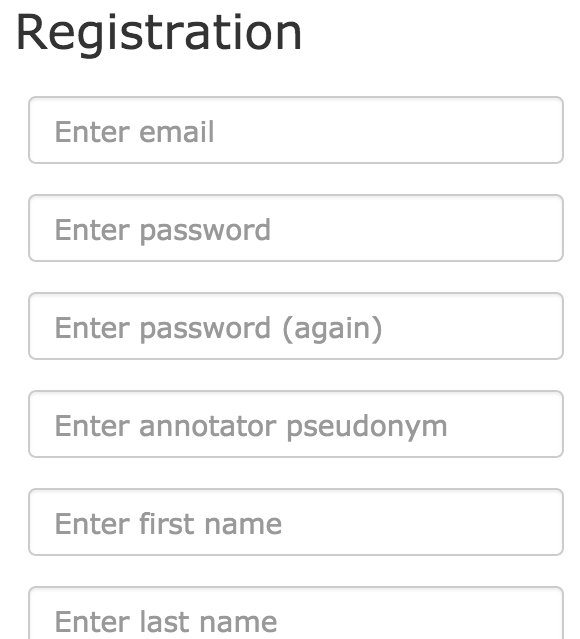 Registration
Enter email
Enter password
Enter password (again)
Enter annotator pseudonym
Enter first name
Enter last name